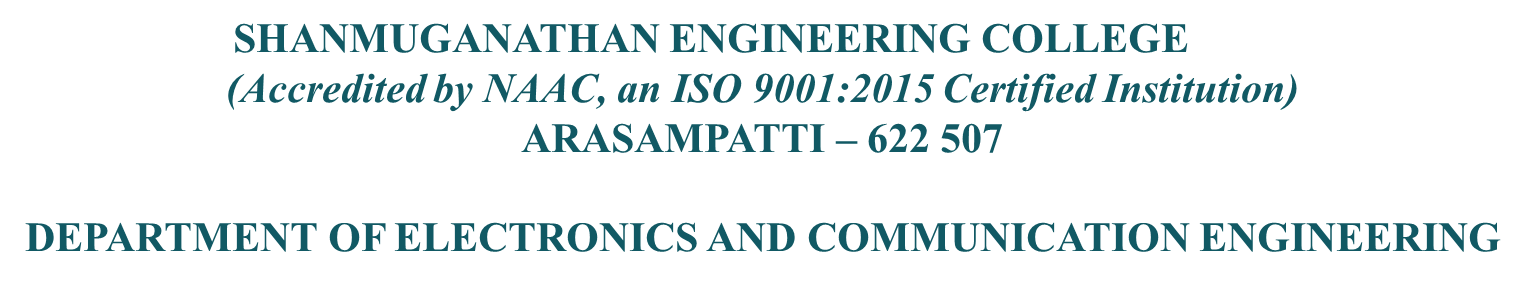 SHANMUGANATHAN ENGINEERING COLLEGE
(Accredited by NAAC, an ISO 9001:2015 Certified Institution)
ARASAMPATTI – 622 507
DEPARTMENT OF ELECTRONICS AND COMMUNICATION ENGINEERING